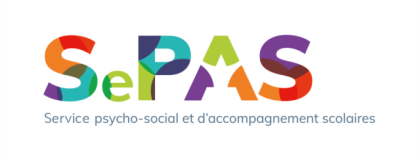 SePAS
Service psycho-social et d'accompagnement scolaires